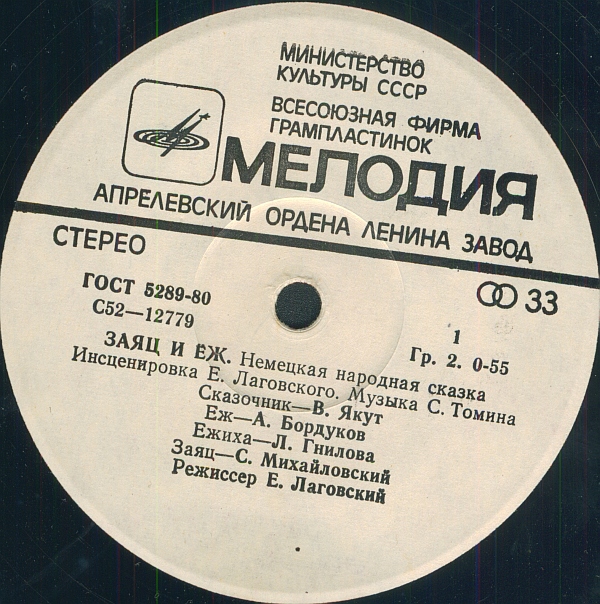 МИНИСТЕРСТВО
КУЛЬТУРЫ СССР
ВСЕСОЮЗНАЯ ФИРМА
ГРАМПЛАСТИНОК
МЕЛОДИЯ
АПРЕЛЕВСКИЙ ОРДЕНА ЛЕНИНА ЗАВОД
СТЕРЕО
33
ГОСТ 5289-80
С52—12779
1
Гр. 2. 0-55
ЗАЯЦ И ЁЖ. Немецкая народная сказка
Инсценировка Е. Лаговского. Музыка С. Томина
Сказочник—В. Якут
Еж—А. Бордуков
Ежиха—Л. Гнилова
Заяц—С. Михайловский
Режиссер Е. Лаговский